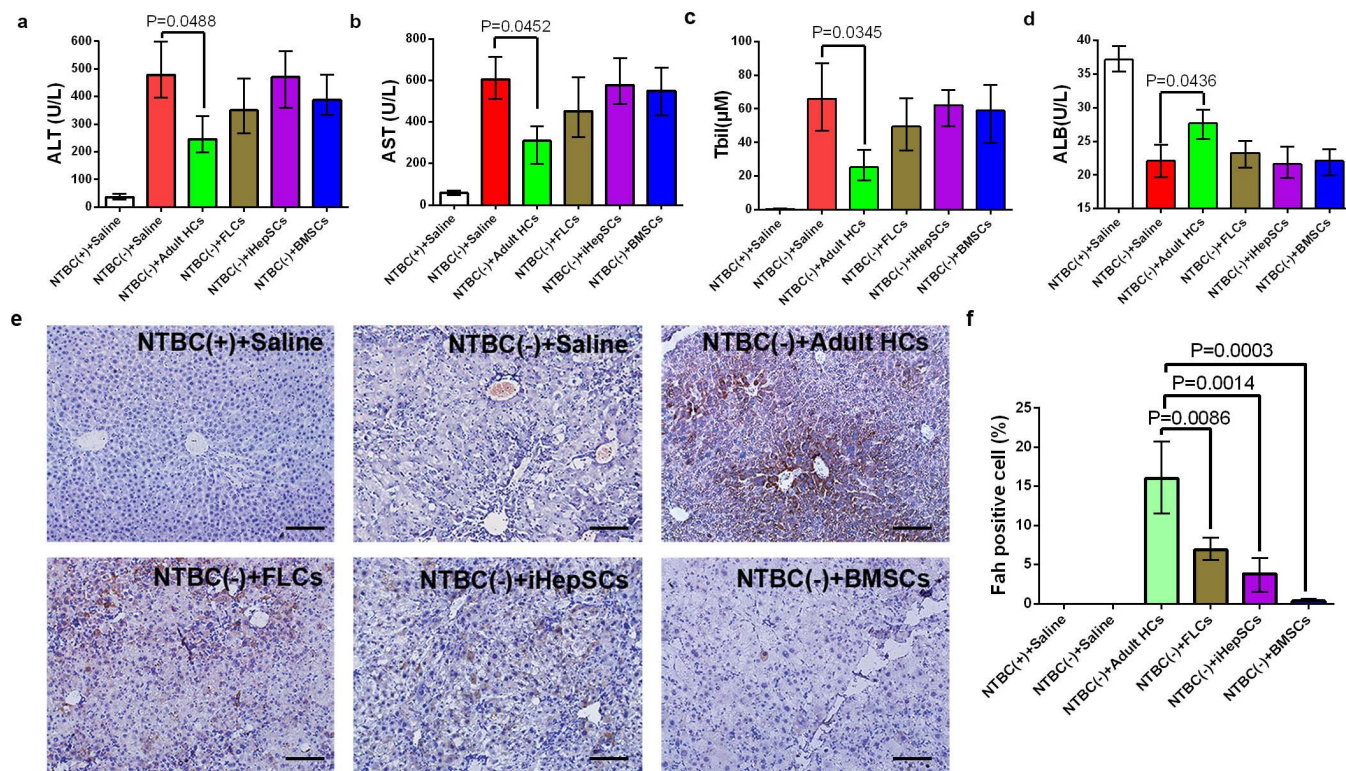 a
P=0.0488
ALT (U/L)
600
500
400
300
200
100
0
NTBC(+)+Saline
NTBC(-)+Saline
NTBC(-)+Adult HCs
NTBC(-)+FLCs
NTBC(-)+iHepSCs
NTBC(-)+BMSCs
b
P=0.0452
AST (U/L)
800
600
400
200
0
NTBC(+)+Saline
NTBC(-)+Saline
NTBC(-)+Adult HCs
NTBC(-)+FLCs
NTBC(-)+iHepSCs
NTBC(-)+BMSCs
c
P=0.0345
Tbil(μM)
100
80
60
40
20
0
NTBC(+)+Saline
NTBC(-)+Saline
NTBC(-)+Adult HCs
NTBC(-)+FLCs
NTBC(-)+iHepSCs
NTBC(-)+BMSCs
d
P=0.0436
ALB(U/L)
40
35
30
25
20
15
NTBC(+)+Saline
NTBC(-)+Saline
NTBC(-)+Adult HCs
NTBC(-)+FLCs
NTBC(-)+iHepSCs
NTBC(-)+BMSCs
e
NTBC(+)+Saline
NTBC(-)+Saline
NTBC(-)+Adult HCs
NTBC(-)+FLCs
NTBC(-)+iHepSCs
NTBC(-)+BMSCs
f
P=0.0003
P=0.0014
P=0.0086
Fah positive cell (%)
25
20
15
10
5
0
NTBC(+)+Saline
NTBC(-)+Saline
NTBC(-)+Adult HCs
NTBC(-)+FLCs
NTBC(-)+iHepSCs
NTBC(-)+BMSCs